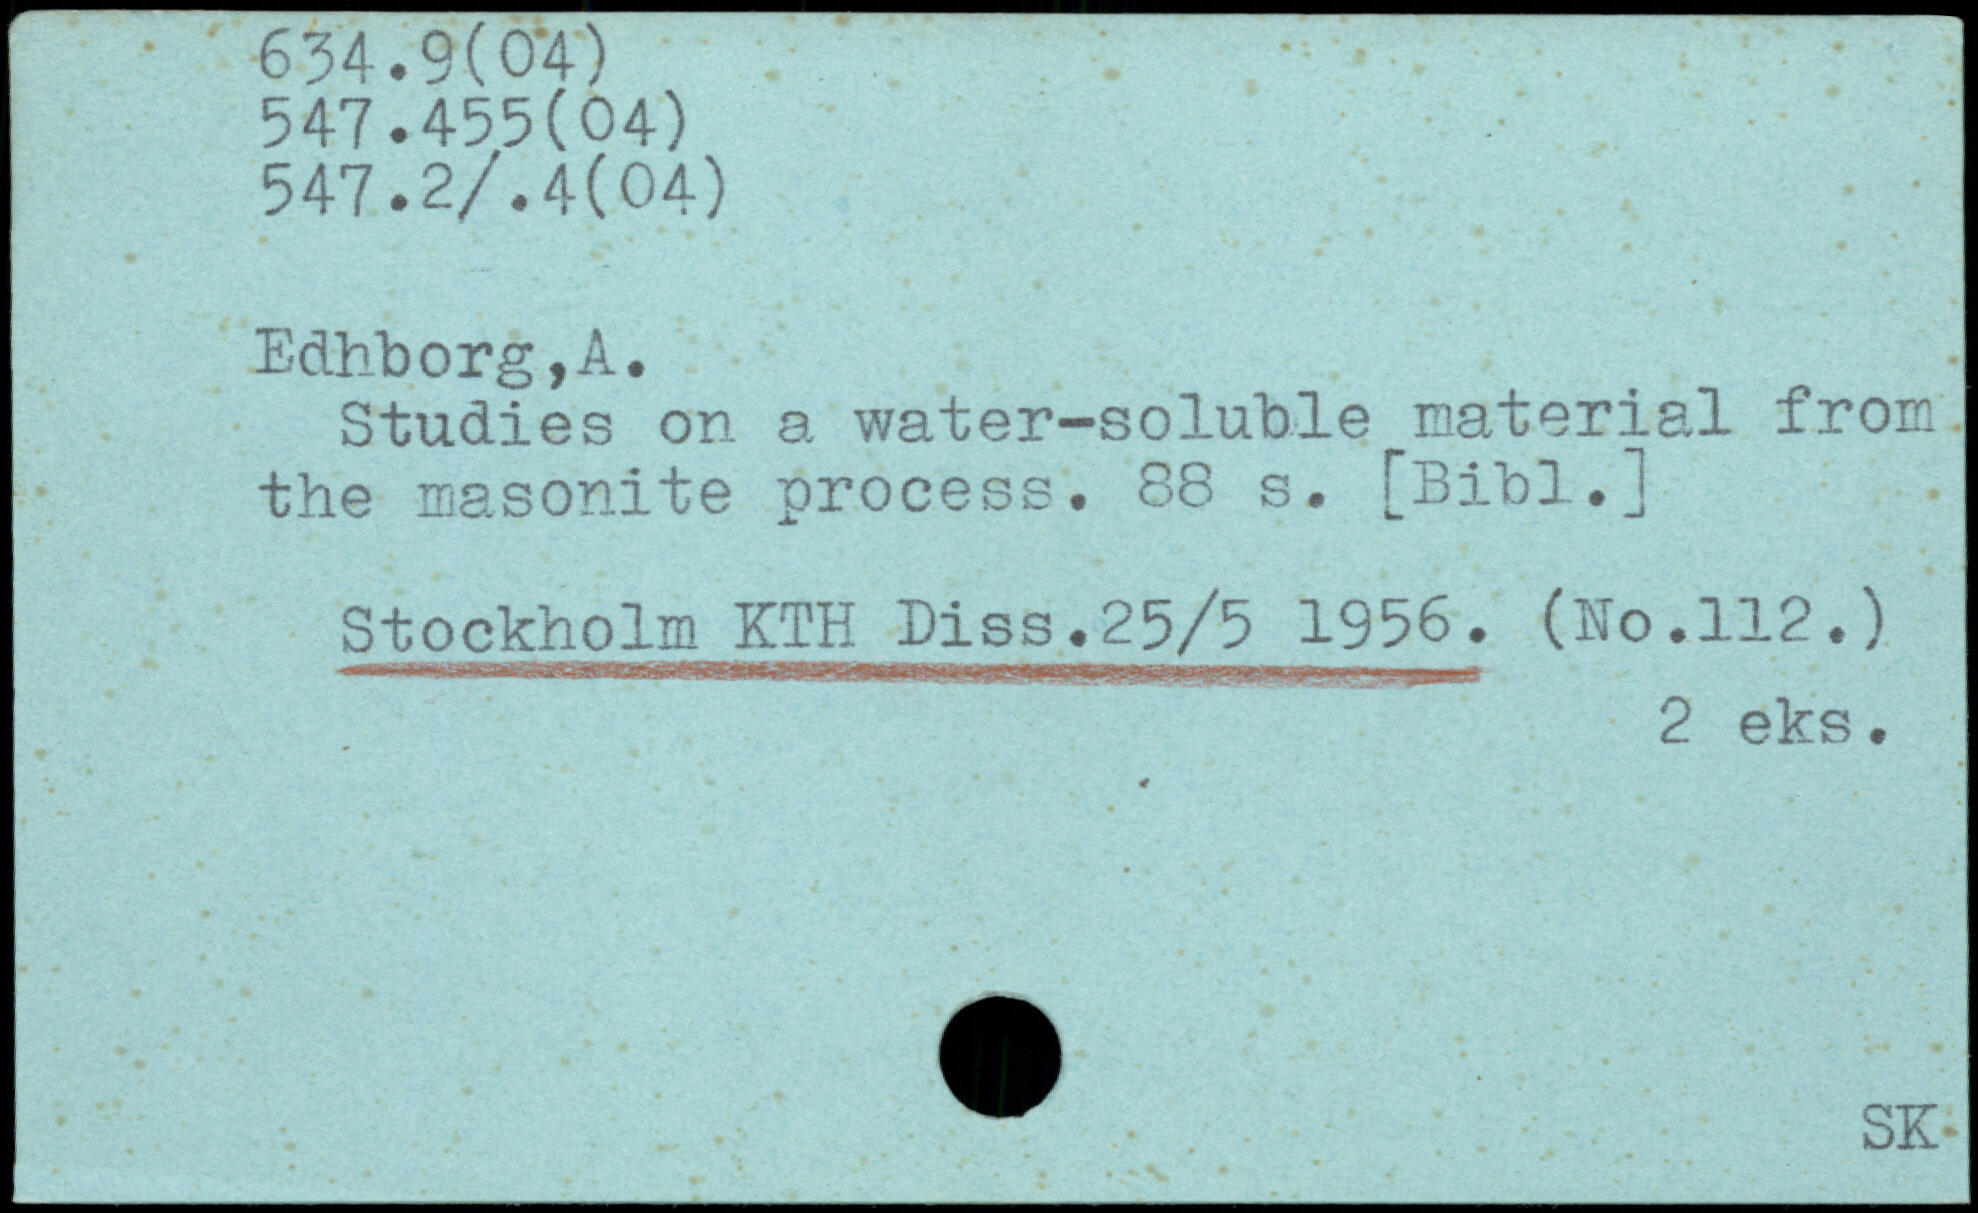 634.9(04)
547.455(04)
547.2/.4(04)
Edhborg,A.
Studies on a water-soluble material from
the masonite process. 88 s. [Bibl.]
Stockholm KTH Diss.25/5 1956. (No.112.)
2 eks.
SK